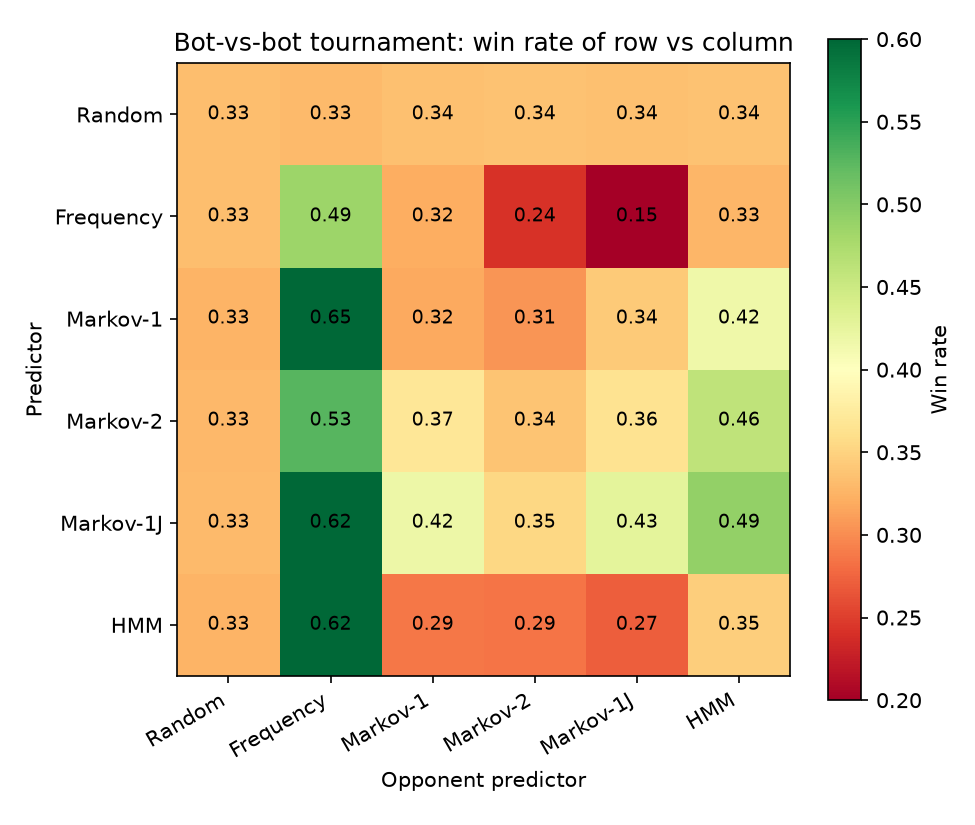 Bot-vs-bot tournament: win rate of row vs column
Random 0.33 0.33 0.34 0.34 0.34 0.34
Frequency 0.33 0.49 0.32 0.24 0.15 0.33
Markov-1 0.33 0.65 0.32 0.31 0.34 0.42
Markov-2 0.33 0.53 0.37 0.34 0.36 0.46
Markov-1J 0.33 0.62 0.42 0.35 0.43 0.49
HMM 0.33 0.62 0.29 0.29 0.27 0.35
Predictor
Random Frequency Markov-1 Markov-2 Markov-1J HMM
Opponent predictor
0.60
0.55
0.50
0.45
0.40
0.35
0.30
0.25
0.20
Win rate